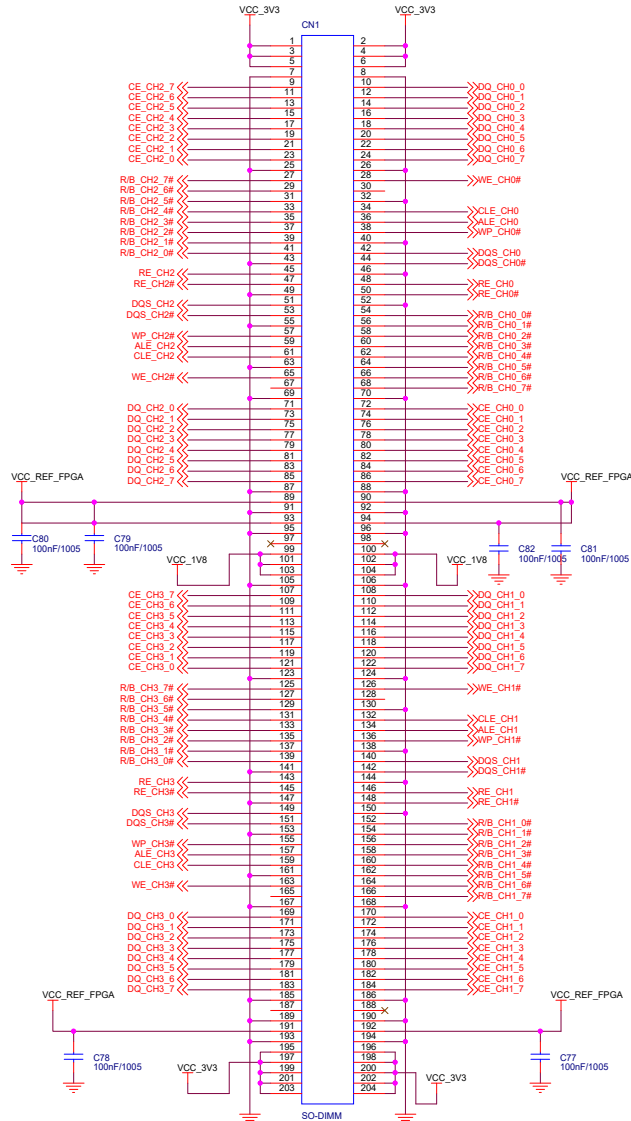 VCC_3V3 VCC_3V3
CN1
1 2
3 4
5 6
7 8
CE_CH2_7 9 10 DQ_CH0_0
CE_CH2_6 11 12 DQ_CH0_1
CE_CH2_5 13 14 DQ_CH0_2
CE_CH2_4 15 16 DQ_CH0_3
CE_CH2_3 17 18 DQ_CH0_4
CE_CH2_2 19 20 DQ_CH0_5
CE_CH2_1 21 22 DQ_CH0_6
CE_CH2_0 23 24 DQ_CH0_7
25 26
R/B_CH2_7# 27 28 WE_CH0#
R/B_CH2_6# 29 30
R/B_CH2_5# 31 32
R/B_CH2_4# 33 34 CLE_CH0
R/B_CH2_3# 35 36 ALE_CH0
R/B_CH2_2# 37 38 WP_CH0#
R/B_CH2_1# 39 40
R/B_CH2_0# 41 42 DQS_CH0
43 44 DQS_CH0#
RE_CH2 45 46
RE_CH2# 47 48 RE_CH0
49 50 RE_CH0#
DQS_CH2 51 52
DQS_CH2# 53 54 R/B_CH0_0#
55 56 R/B_CH0_1#
WP_CH2# 57 58 R/B_CH0_2#
ALE_CH2 59 60 R/B_CH0_3#
CLE_CH2 61 62 R/B_CH0_4#
63 64 R/B_CH0_5#
WE_CH2# 65 66 R/B_CH0_6#
67 68 R/B_CH0_7#
69 70
DQ_CH2_0 71 72 CE_CH0_0
DQ_CH2_1 73 74 CE_CH0_1
DQ_CH2_2 75 76 CE_CH0_2
DQ_CH2_3 77 78 CE_CH0_3
DQ_CH2_4 79 80 CE_CH0_4
DQ_CH2_5 81 82 CE_CH0_5
DQ_CH2_6 83 84 CE_CH0_6
DQ_CH2_7 85 86 CE_CH0_7
VCC_REF_FPGA 87 88 VCC_REF_FPGA
89 90
91 92
93 94
95 96
C80 C79 97 98 C82 C81
100nF/1005 100nF/1005 99 100 100nF/1005 100nF/1005
VCC_1V8 101 102 VCC_1V8
103 104
105 106
CE_CH3_7 107 108 DQ_CH1_0
CE_CH3_6 109 110 DQ_CH1_1
CE_CH3_5 111 112 DQ_CH1_2
CE_CH3_4 113 114 DQ_CH1_3
CE_CH3_3 115 116 DQ_CH1_4
CE_CH3_2 117 118 DQ_CH1_5
CE_CH3_1 119 120 DQ_CH1_6
CE_CH3_0 121 122 DQ_CH1_7
123 124
R/B_CH3_7# 125 126 WE_CH1#
R/B_CH3_6# 127 128
R/B_CH3_5# 129 130
R/B_CH3_4# 131 132 CLE_CH1
R/B_CH3_3# 133 134 ALE_CH1
R/B_CH3_2# 135 136 WP_CH1#
R/B_CH3_1# 137 138
R/B_CH3_0# 139 140 DQS_CH1
141 142 DQS_CH1#
RE_CH3 143 144
RE_CH3# 145 146 RE_CH1
147 148 RE_CH1#
DQS_CH3 149 150
DQS_CH3# 151 152 R/B_CH1_0#
153 154 R/B_CH1_1#
WP_CH3# 155 156 R/B_CH1_2#
ALE_CH3 157 158 R/B_CH1_3#
CLE_CH3 159 160 R/B_CH1_4#
161 162 R/B_CH1_5#
WE_CH3# 163 164 R/B_CH1_6#
165 166 R/B_CH1_7#
167 168
DQ_CH3_0 169 170 CE_CH1_0
DQ_CH3_1 171 172 CE_CH1_1
DQ_CH3_2 173 174 CE_CH1_2
DQ_CH3_3 175 176 CE_CH1_3
DQ_CH3_4 177 178 CE_CH1_4
DQ_CH3_5 179 180 CE_CH1_5
DQ_CH3_6 181 182 CE_CH1_6
DQ_CH3_7 183 184 CE_CH1_7
VCC_REF_FPGA 185 186 VCC_REF_FPGA
187 188
189 190
191 192
193 194
C78 195 196 C77
100nF/1005 197 198 100nF/1005
VCC_3V3 199 200 VCC_3V3
201 202
203 204
SO-DIMM